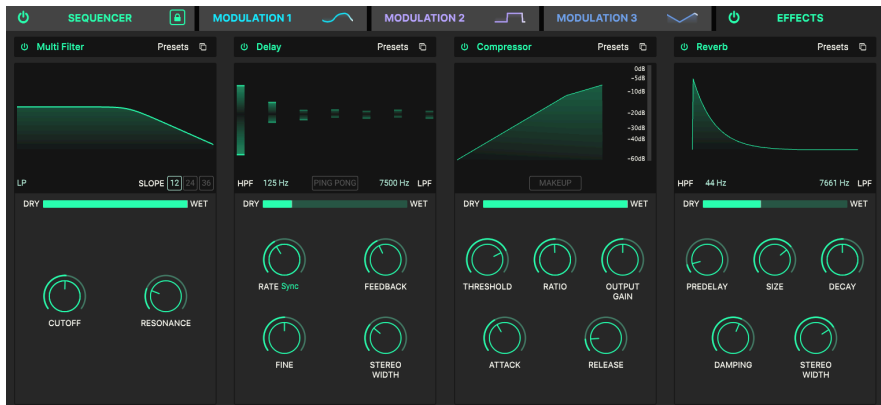 SEQUENCER
MODULATION 1
MODULATION 2
MODULATION 3
EFFECTS
Multi Filter
Presets
LP
SLOPE 12 24 36
DRY WET
CUTOFF
RESONANCE
Delay
Presets
HPF 125 Hz PING PONG 7500 Hz LPF
DRY WET
RATE Sync
FEEDBACK
FINE
STEREO
WIDTH
Compressor
Presets
0dB
-5dB
-10dB
-20dB
-30dB
-40dB
-60dB
MAKEUP
DRY WET
THRESHOLD
RATIO
OUTPUT
GAIN
ATTACK
RELEASE
Reverb
Presets
HPF 44 Hz 7661 Hz LPF
DRY WET
PREDELAY
SIZE
DECAY
DAMPING
STEREO
WIDTH